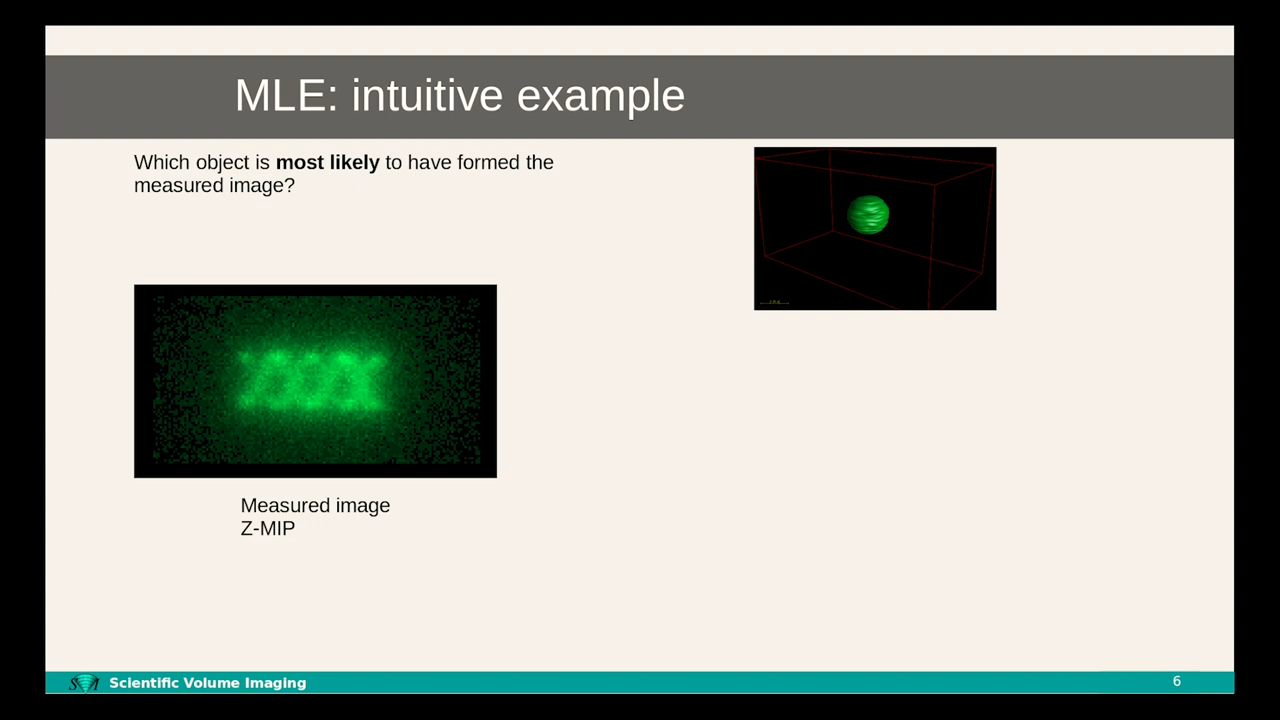 MLE: intuitive example
Which object is most likely to have formed the
measured image?
Measured image
Z-MIP
Scientific Volume Imaging
6